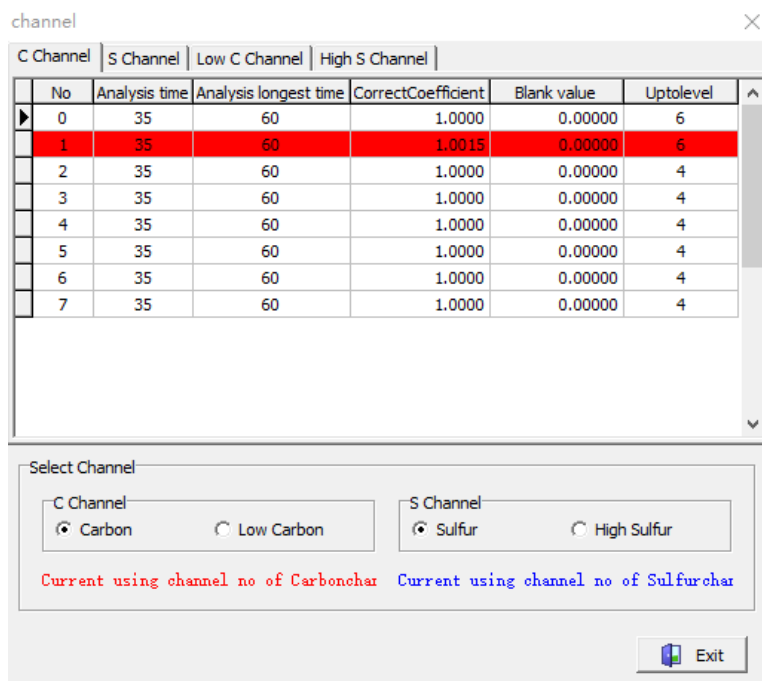 channel
C Channel S Channel Low C Channel High S Channel
No Analysis time Analysis longest time CorrectCoefficient Blank value Uptolevel
0 35 60 1.0000 0.00000 6
1 35 60 1.0015 0.00000 6
2 35 60 1.0000 0.00000 4
3 35 60 1.0000 0.00000 4
4 35 60 1.0000 0.00000 4
5 35 60 1.0000 0.00000 4
6 35 60 1.0000 0.00000 4
7 35 60 1.0000 0.00000 4
Select Channel
C Channel S Channel
Carbon Low Carbon Sulfur High Sulfur
Current using channel no of Carbonchar Current using channel no of Sulfurchar
Exit